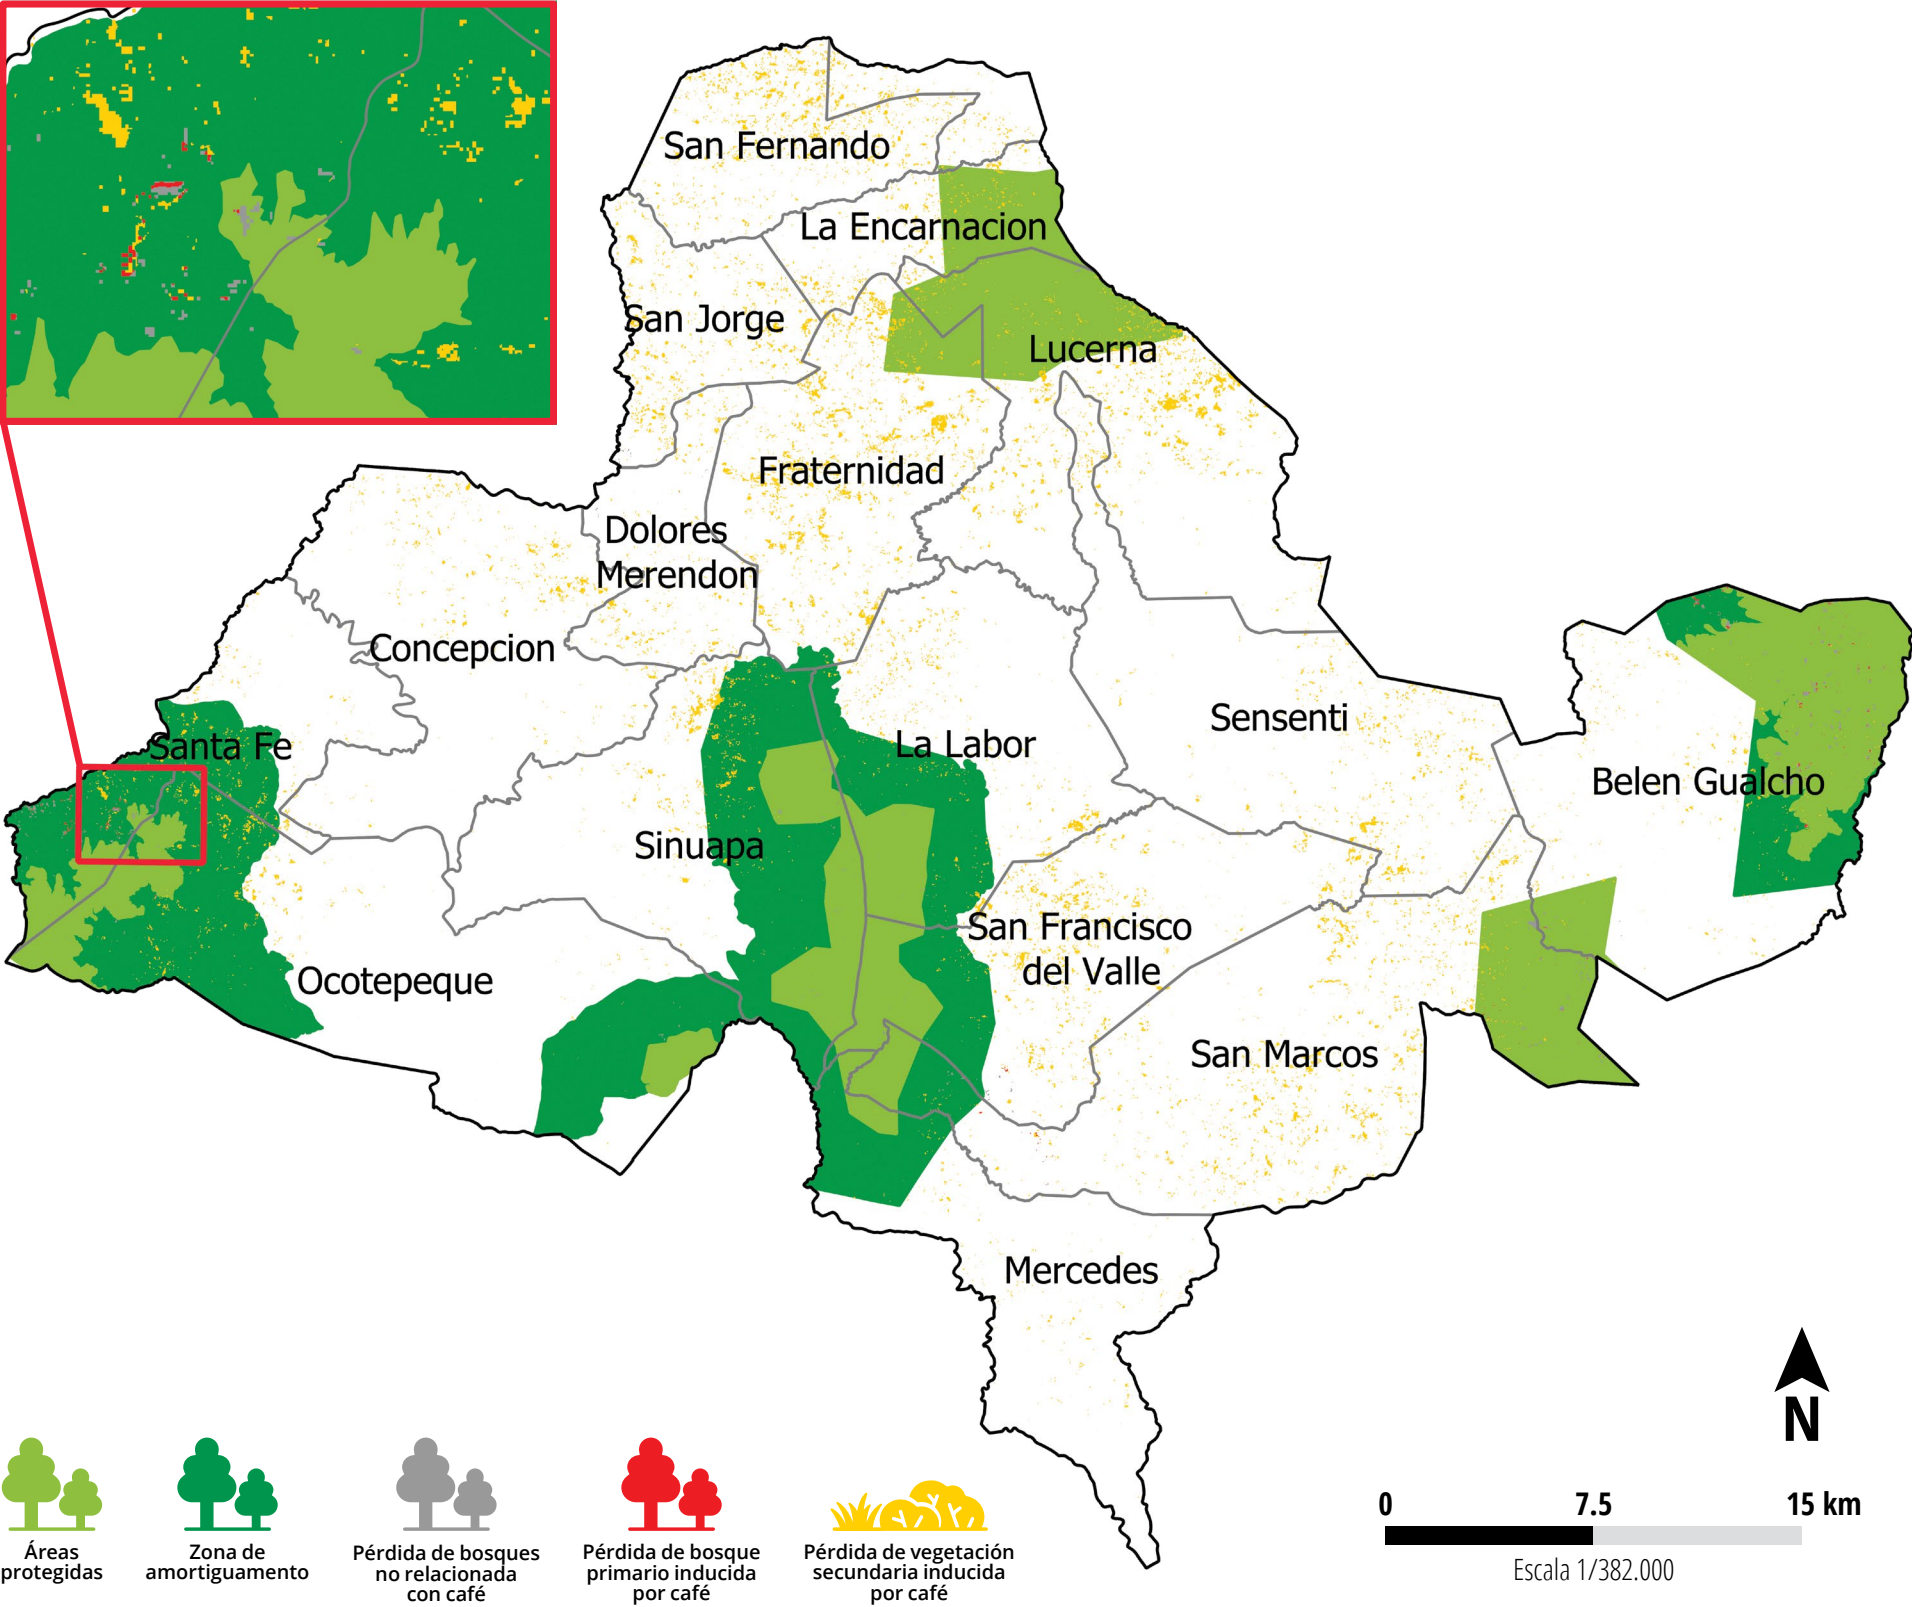 San Fernando
La Encarnacion
San Jorge
Lucerna
Fraternidad
Dolores
Merendon
Concepcion
Santa Fe
La Labor
Sensenti
Belen Gualcho
Sinuapa
San Francisco
del Valle
Ocotepeque
San Marcos
Mercedes
N
0 7.5 15 km
Escala 1/382.000
Áreas
protegidas
Zona de
amortiguamento
Pérdida de bosques
no relacionada
con café
Pérdida de bosque
primario inducida
por café
Pérdida de vegetación
secundaria inducida
por café